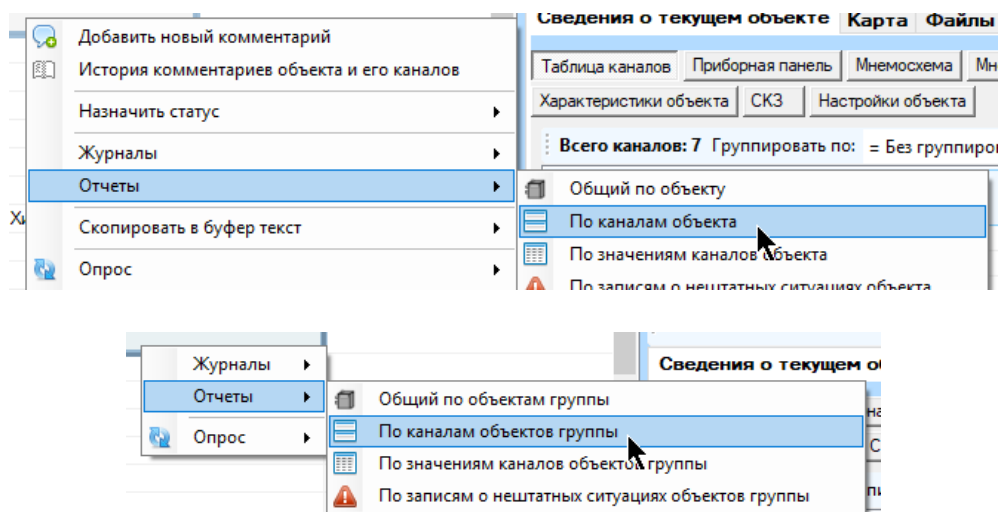 Сведения о текущем объекте Карта Файлы
Добавить новый комментарий
История комментариев объекта и его каналов
Таблица каналов Приборная панель Мнемосхема
Назначить статус
Характеристики объекта СКЗ Настройки объекта
Журналы
Всего каналов: 7 Группировать по: = Без группиро
Отчеты
Общий по объекту
По каналам объекта
Скопировать в буфер текст
По значениям каналов объекта
Опрос
По записям о нештатных ситуациях объекта
Журналы
Сведения о текущем об
Отчеты
Общий по объектам группы
По каналам объектов группы
Опрос
По значениям каналов объектов группы
По записям о нештатных ситуациях объектов группы